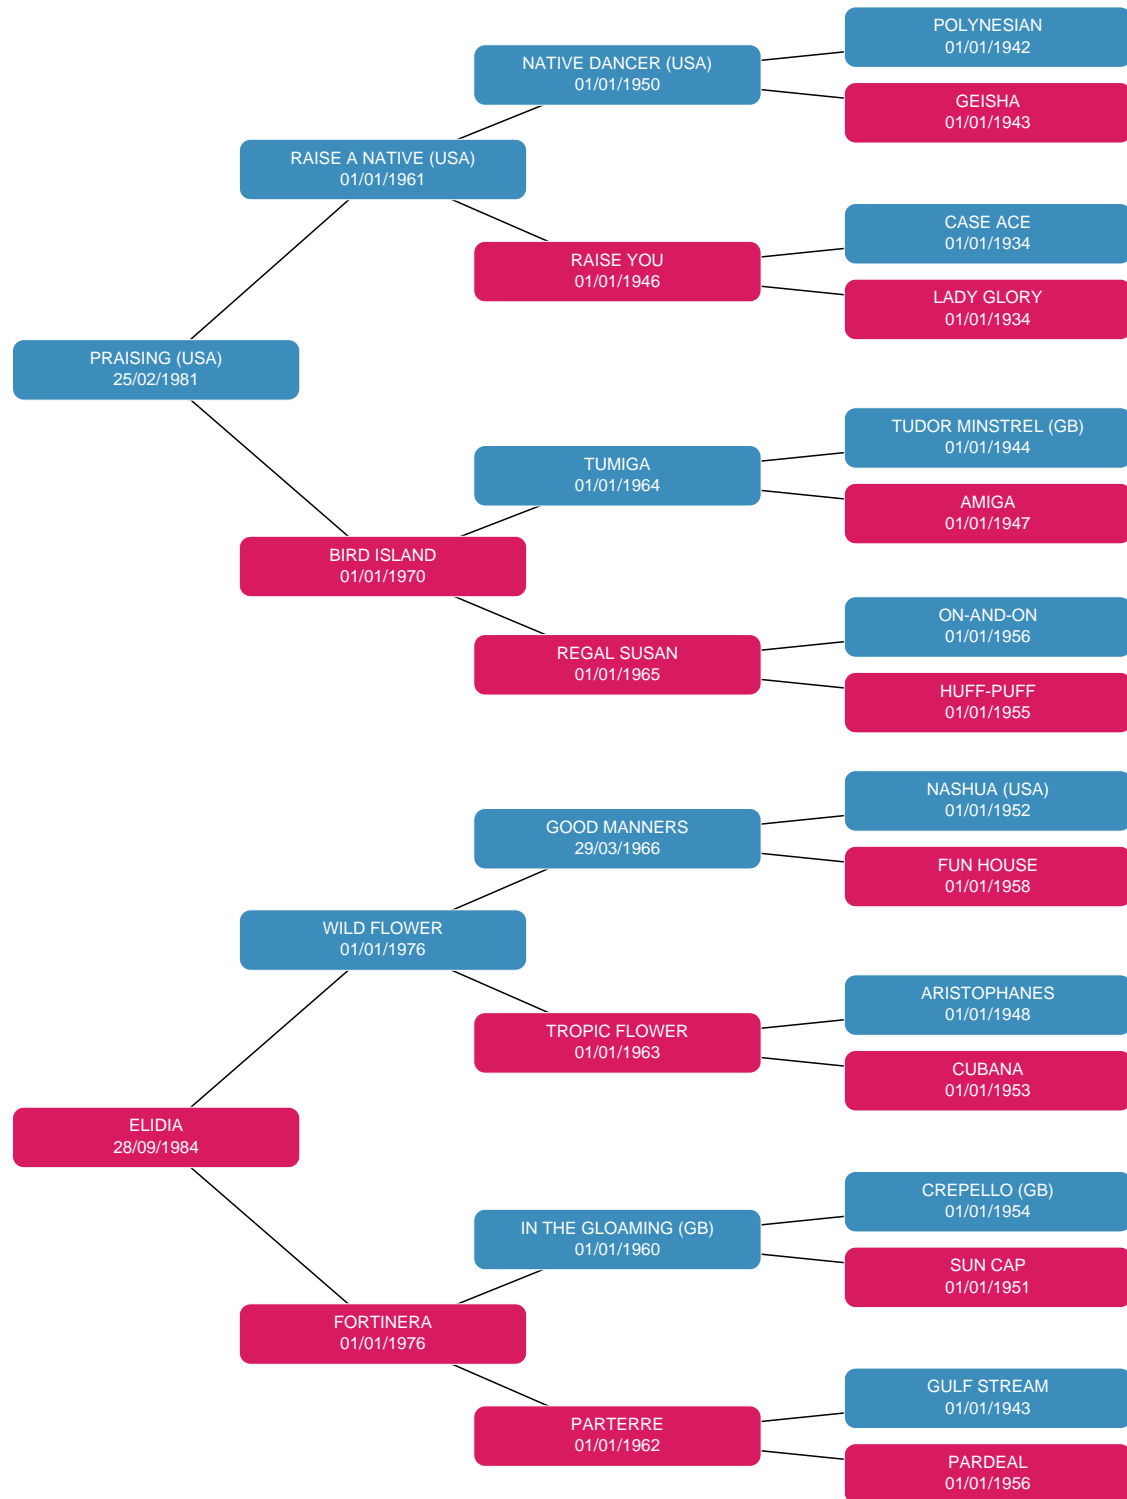 POLYNESIAN
01/01/1942
NATIVE DANCER (USA)
01/01/1950
GEISHA
01/01/1943
RAISE A NATIVE (USA)
01/01/1961
CASE ACE
01/01/1934
RAISE YOU
01/01/1946
LADY GLORY
01/01/1934
PRAISING (USA)
25/02/1981
TUDOR MINSTREL (GB)
01/01/1944
TUMIGA
01/01/1964
AMIGA
01/01/1947
BIRD ISLAND
01/01/1970
ON-AND-ON
01/01/1956
REGAL SUSAN
01/01/1965
HUFF-PUFF
01/01/1955
NASHUA (USA)
01/01/1952
GOOD MANNERS
29/03/1966
FUN HOUSE
01/01/1958
WILD FLOWER
01/01/1976
ARISTOPHANES
01/01/1948
TROPIC FLOWER
01/01/1963
CUBANA
01/01/1953
ELIDIA
28/09/1984
CREPELLO (GB)
01/01/1954
IN THE GLOAMING (GB)
01/01/1960
SUN CAP
01/01/1951
FORTINERA
01/01/1976
GULF STREAM
01/01/1943
PARTERRE
01/01/1962
PARDEAL
01/01/1956